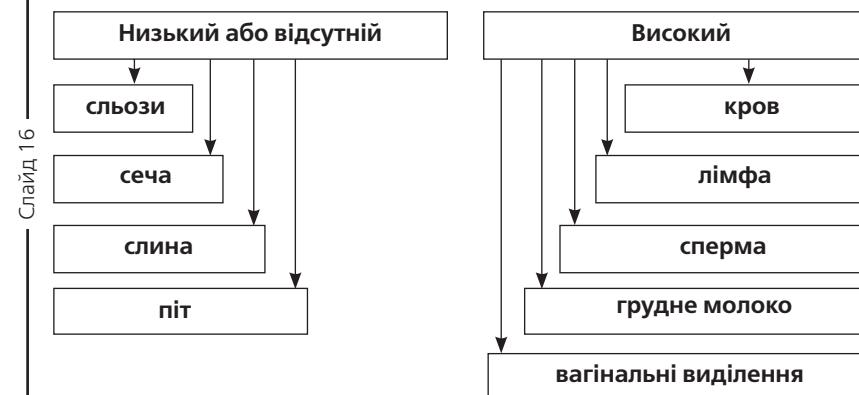 Слайд 16
Низький або відсутній
сльози
сеча
слина
піт
Високий
кров
лімфа
сперма
грудне молоко
вагінальні виділення